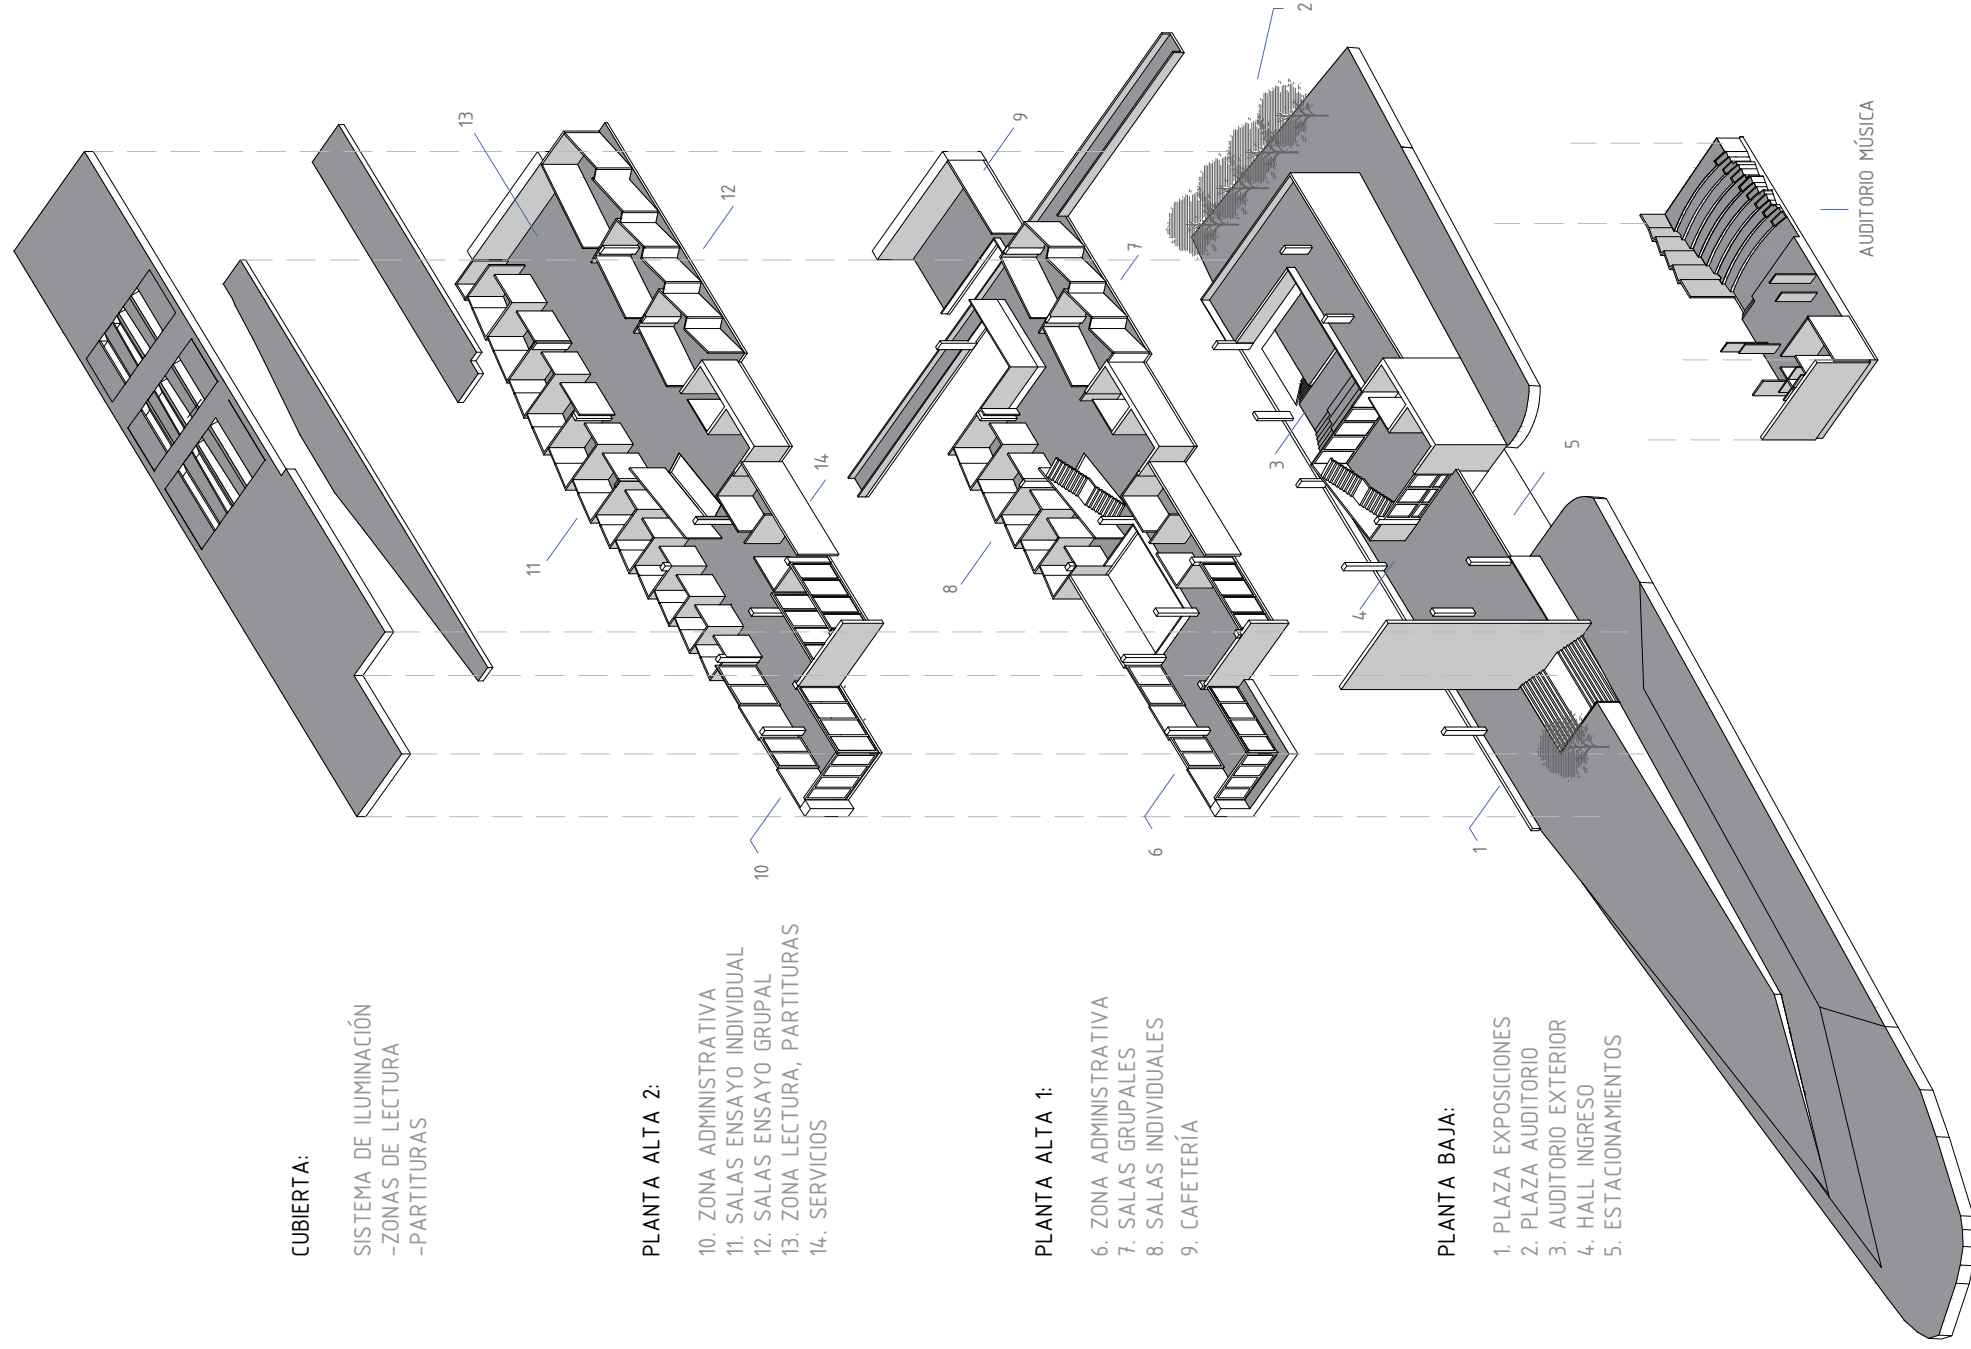 CUBIERTA:
SISTEMA DE ILUMINACIÓN
-ZONAS DE LECTURA
-PARTITURAS
13
12
11
14
10
PLANTA ALTA 2:
10. ZONA ADMINISTRATIVA
11. SALAS ENSAYO INDIVIDUAL
12. SALAS ENSAYO GRUPAL
13. ZONA LECTURA, PARTITURAS
14. SERVICIOS
9
7
8
6
PLANTA ALTA 1:
6. ZONA ADMINISTRATIVA
7. SALAS GRUPALES
8. SALAS INDIVIDUALES
9. CAFETERÍA
2
3
5
4
1
PLANTA BAJA:
1. PLAZA EXPOSICIONES
2. PLAZA AUDITORIO
3. AUDITORIO EXTERIOR
4. HALL INGRESO
5. ESTACIONAMIENTOS
AUDITORIO MÚSICA